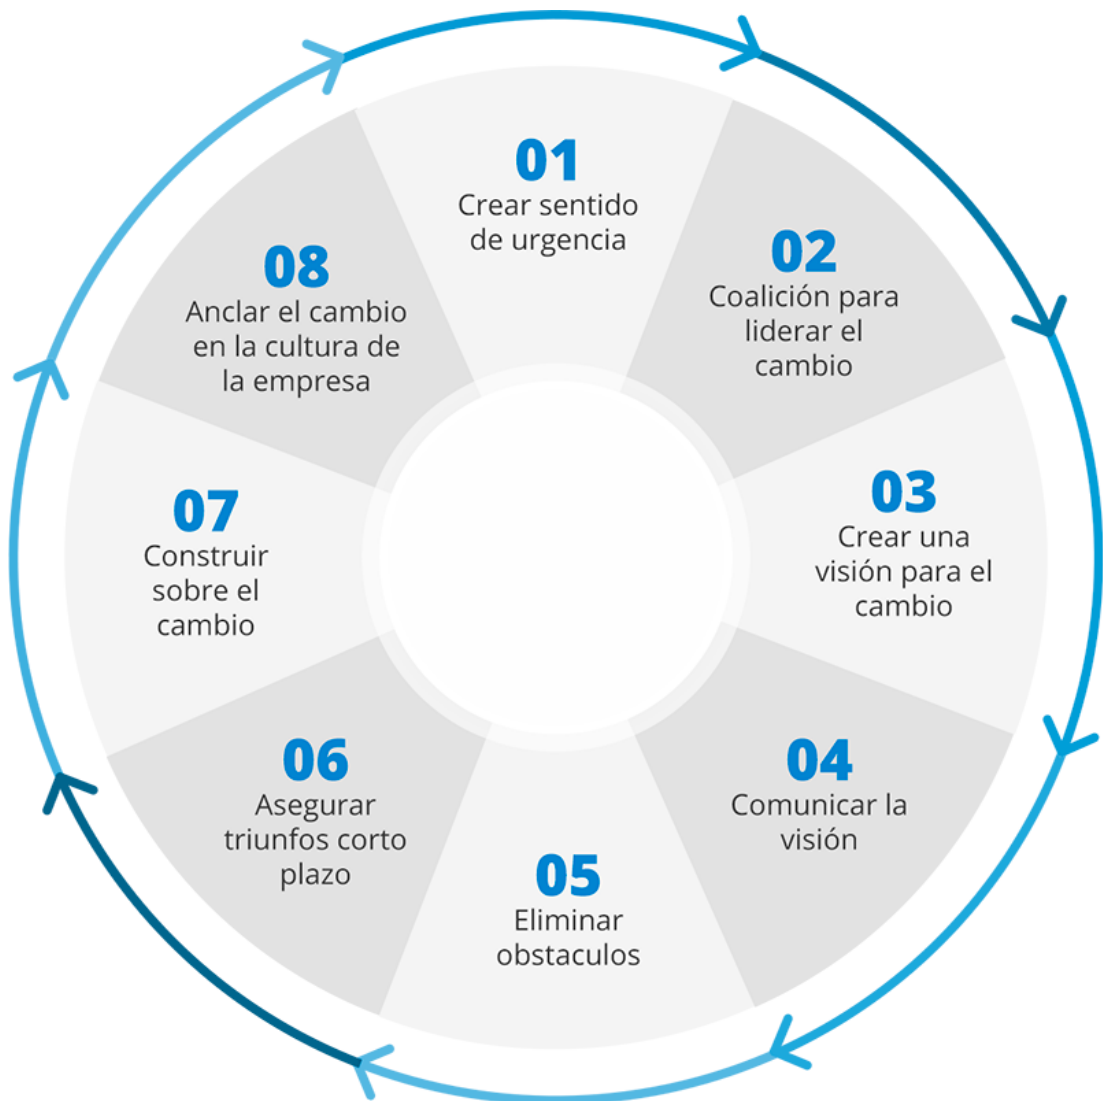 01
Crear sentido
de urgencia
02
Coalición para
liderar el
cambio
03
Crear una
visión para el
cambio
04
Comunicar la
visión
05
Eliminar
obstaculos
06
Asegurar
triunfos corto
plazo
07
Construir
sobre el
cambio
08
Anclar el cambio
en la cultura de
la empresa